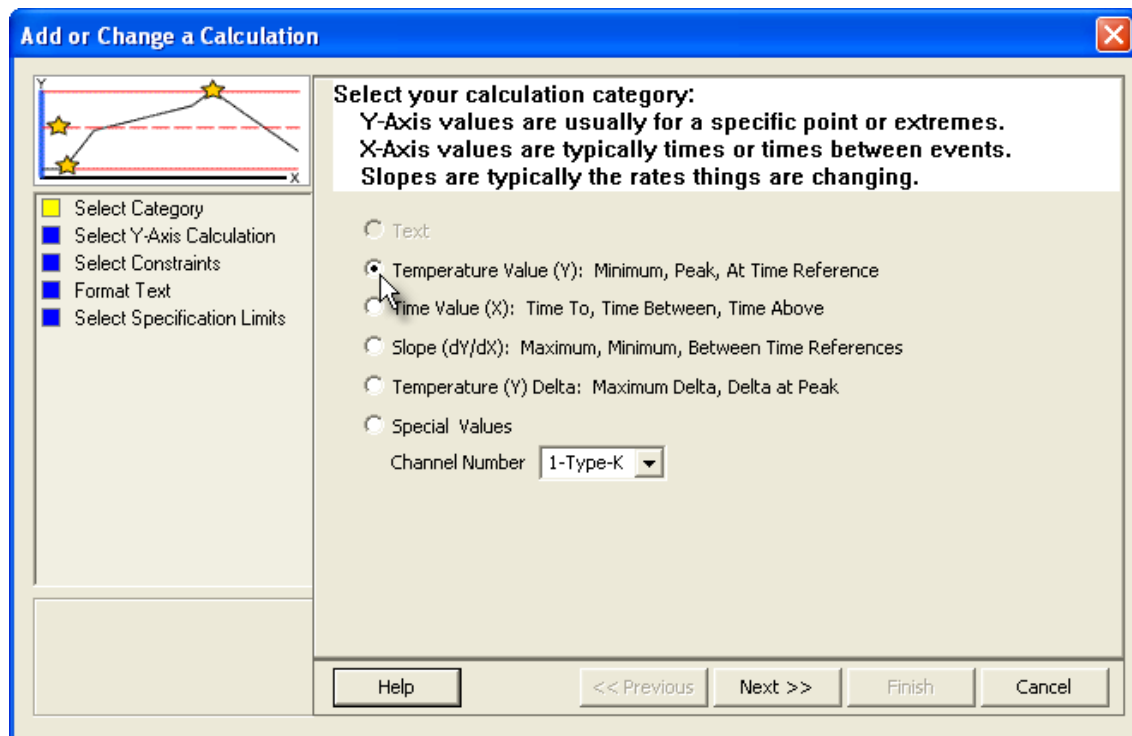 Add or Change a Calculation
Y
X
Select Category
Select Y-Axis Calculation
Select Constraints
Format Text
Select Specification Limits
Select your calculation category:
Y-Axis values are usually for a specific point or extremes.
X-Axis values are typically times or times between events.
Slopes are typically the rates things are changing.
Text
Temperature Value (Y): Minimum, Peak, At Time Reference
Time Value (X): Time To, Time Between, Time Above
Slope (dY/dX): Maximum, Minimum, Between Time References
Temperature (Y) Delta: Maximum Delta, Delta at Peak
Special Values
Channel Number 1-Type-K
Help << Previous Next >> Finish Cancel